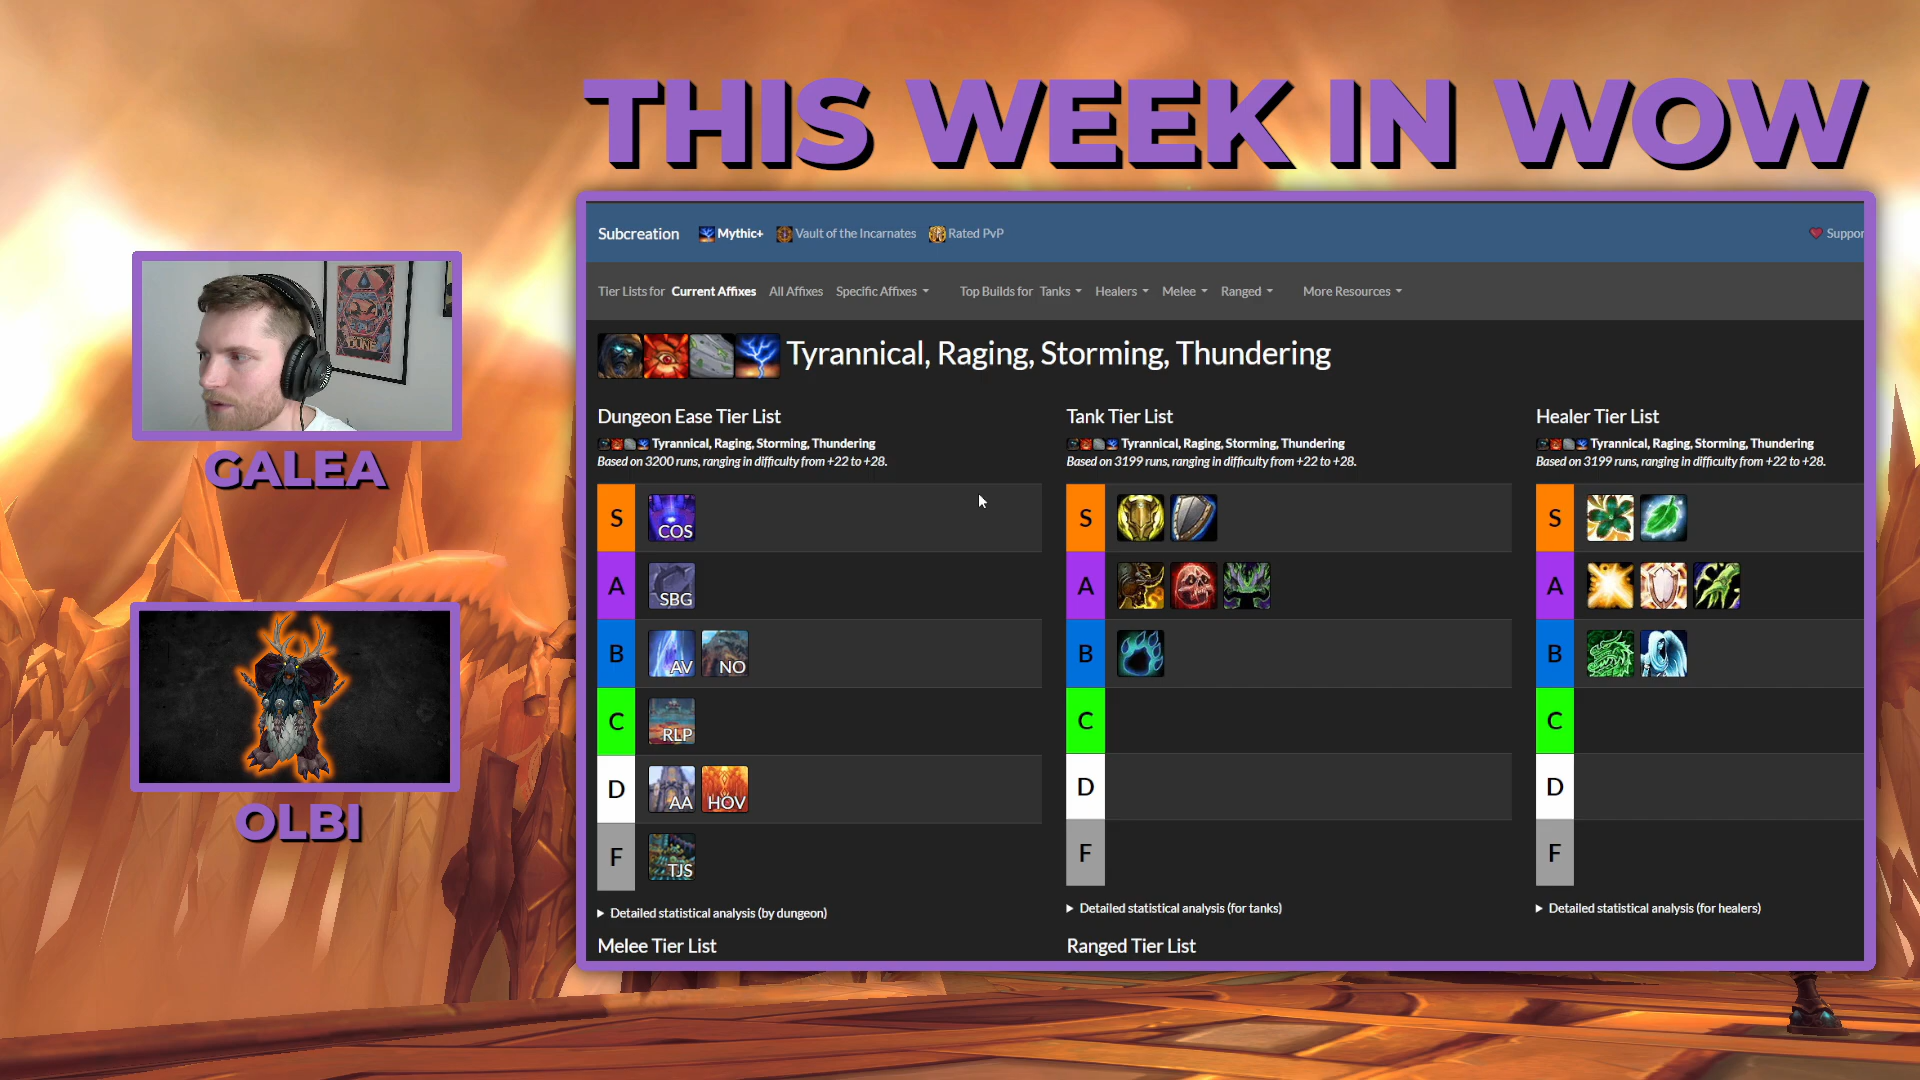 THIS WEEK IN WOW
Subcreation Mythic+ Vault of the Incarnates Rated PvP Suppor
Tier Lists for Current Affixes All Affixes Specific Affixes Top Builds for Tanks Healers Melee Ranged More Resources
Tyrannical, Raging, Storming, Thundering
Dungeon Ease Tier List
Tyrannical, Raging, Storming, Thundering
Based on 3200 runs, ranging in difficulty from +22 to +28.
S COS
A SBG
B AV NO
C RLP
D AA HOV
F TJS
Detailed statistical analysis (by dungeon)
Tank Tier List
Tyrannical, Raging, Storming, Thundering
Based on 3199 runs, ranging in difficulty from +22 to +28.
S
A
B
C
D
F
Detailed statistical analysis (for tanks)
Healer Tier List
Tyrannical, Raging, Storming, Thundering
Based on 3199 runs, ranging in difficulty from +22 to +28.
S
A
B
C
D
F
Detailed statistical analysis (for healers)
Melee Tier List
Ranged Tier List
DUNE
GALEA
OLBI